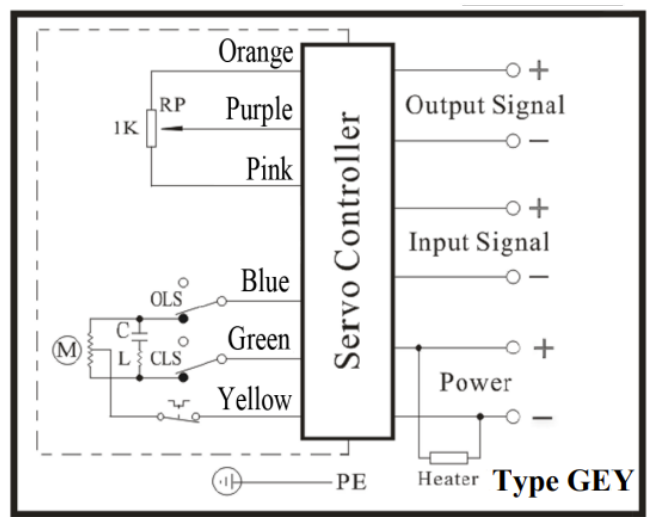 Orange
RP
1K
Purple
Pink
Servo Controller
+
Output Signal
−
+
Input Signal
−
Blue
OLS
Green
C
M
L
CLS
Yellow
+
Power
−
PE
Heater
Type GEY